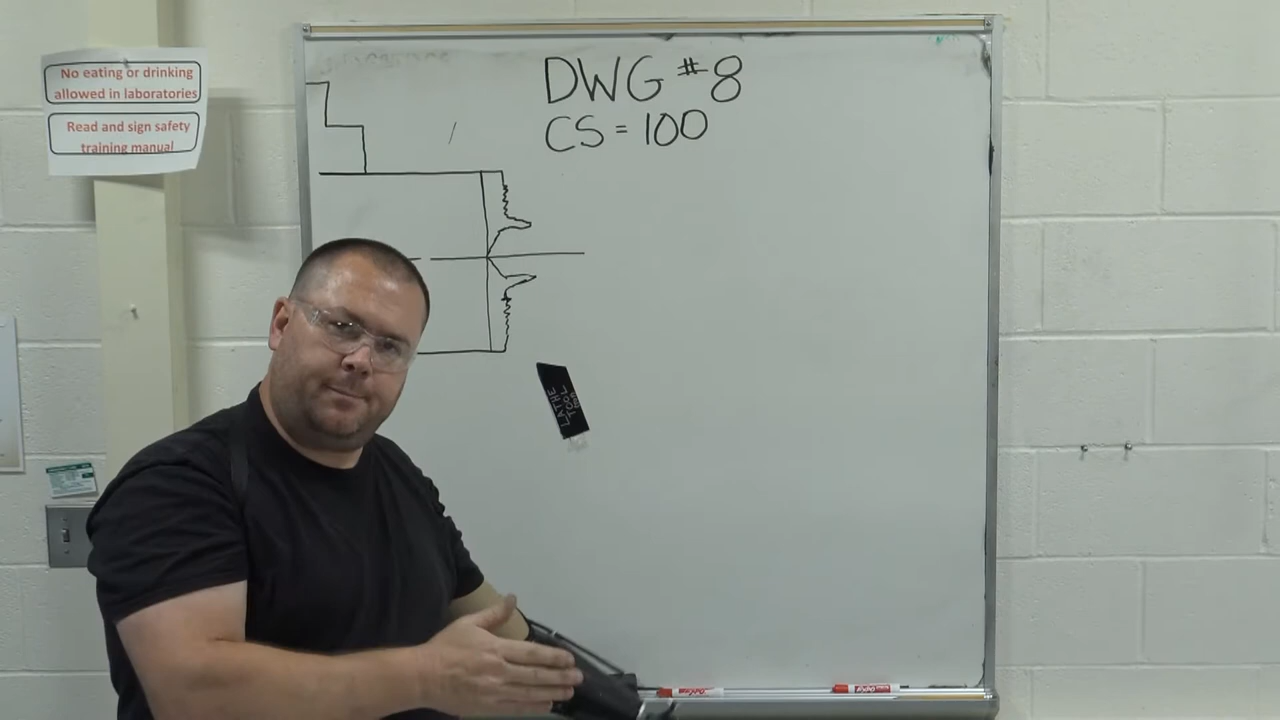 No eating or drinking
allowed in laboratories
Read and sign safety
training manual
DWG #8
CS = 100
LATHE
TOOL